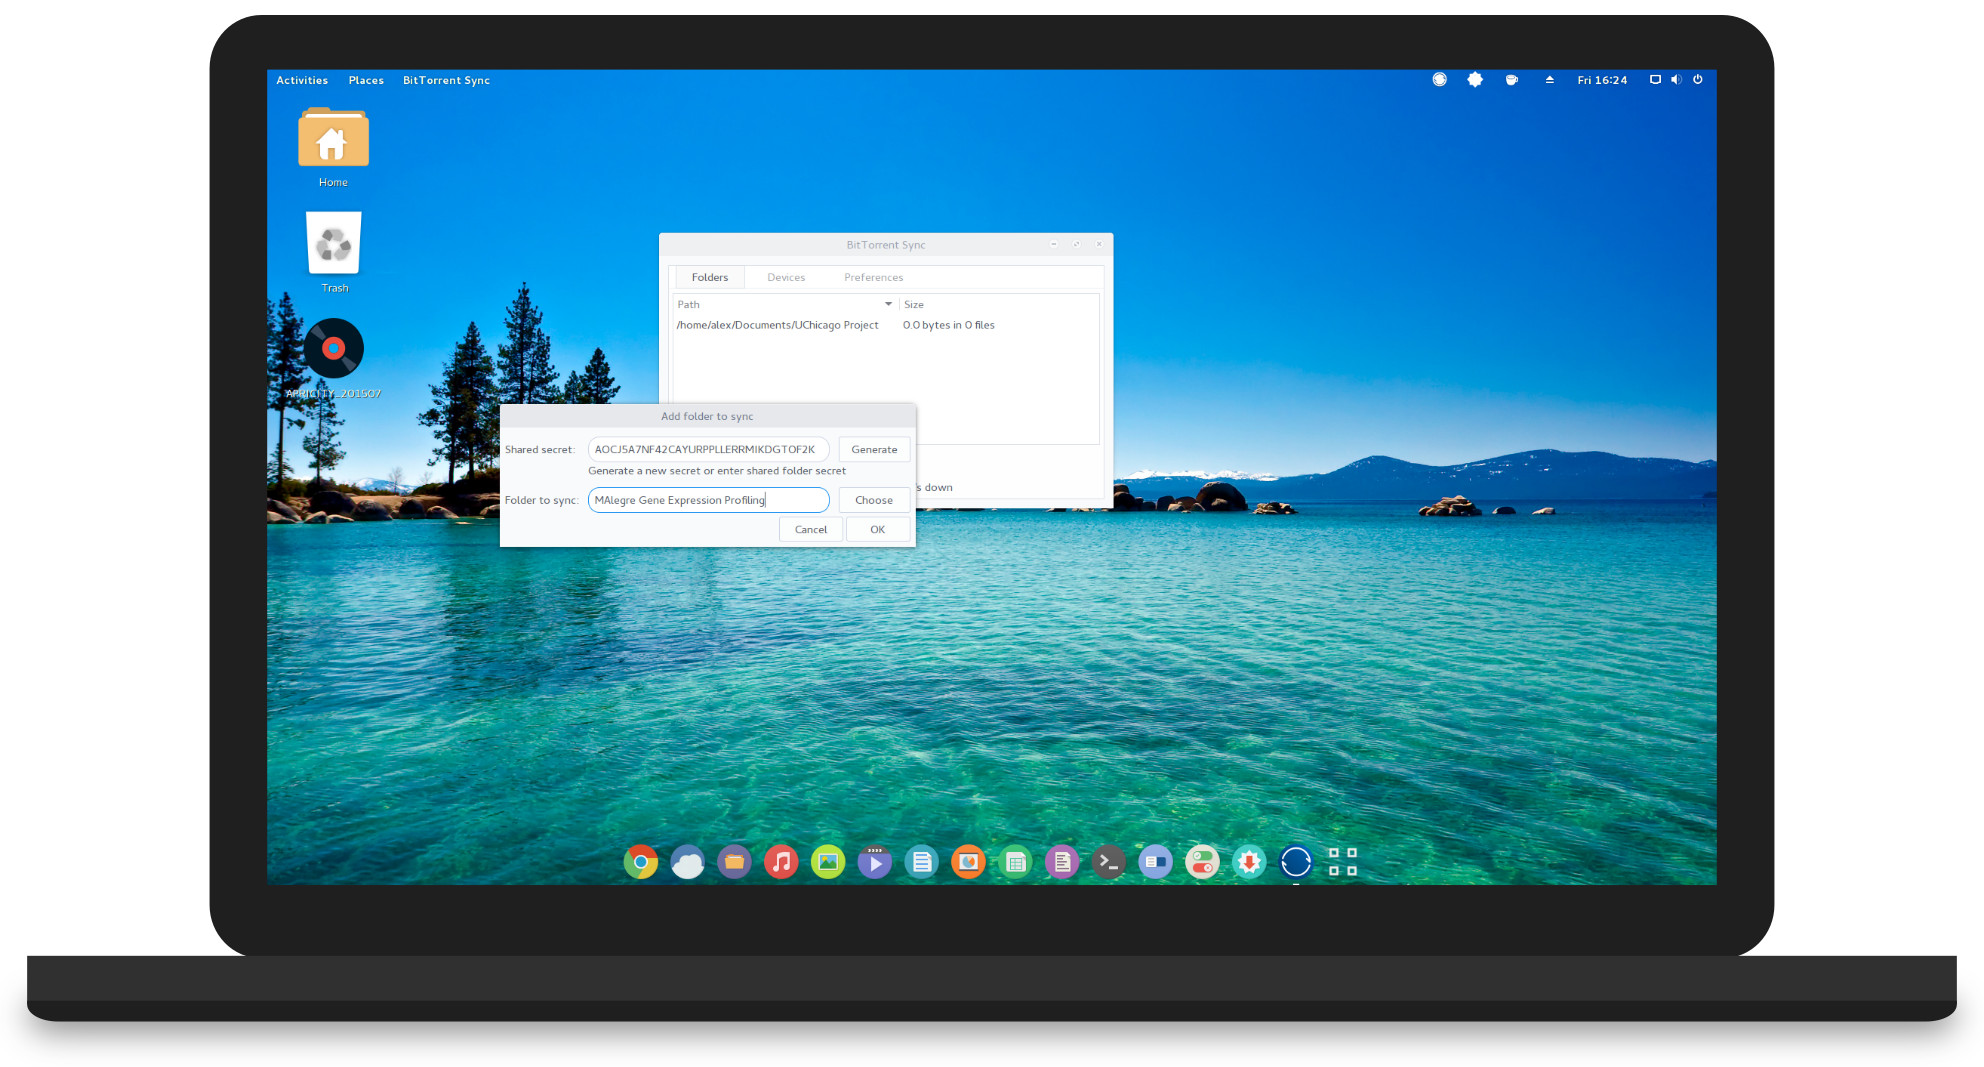 Activities Places BitTorrent Sync Fri 16:24
Home
Trash
APRICITY_201507
BitTorrent Sync
Folders Devices Preferences
Path Size
/home/alex/Documents/UChicago Project 0.0 bytes in 0 files
's down
Add folder to sync
Shared secret: AOCJ5A7NF42CAYURPPLLERRMIKDGTOF2K Generate
Generate a new secret or enter shared folder secret
Folder to sync: MAlegre Gene Expression Profiling Choose
Cancel OK